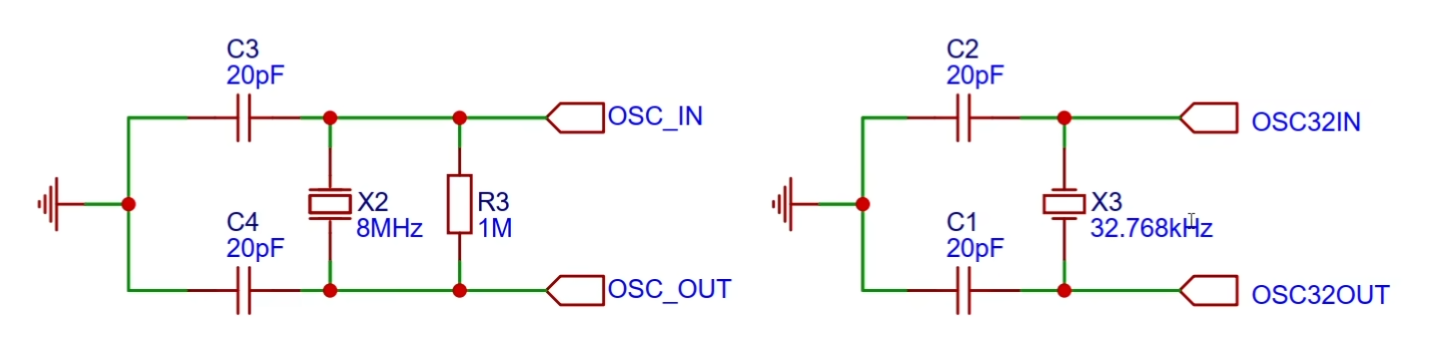 C3
20pF
OSC_IN
X2
8MHz
R3
1M
C4
20pF
OSC_OUT
C2
20pF
OSC32IN
X3
32.768kHz
C1
20pF
OSC32OUT